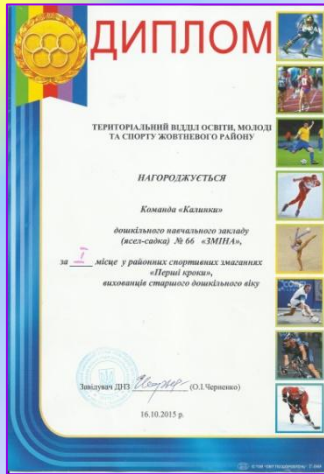 ДИПЛОМ
ТЕРИТОРІАЛЬНИЙ ВІДДІЛ ОСВІТИ, МОЛОДІ
ТА СПОРТУ ЖОВТНЕВОГО РАЙОНУ
НАГОРОДЖУЄТЬСЯ
Команда «Калинки»
дошкільного навчального закладу
(ясел-садка) № 66 «ЗМІНА»,
за I місце у районних спортивних змаганнях
«Перші кроки»,
вихованців старшого дошкільного віку
Завідувач ДНЗ (О.І.Черненко)
16.10.2015 р.